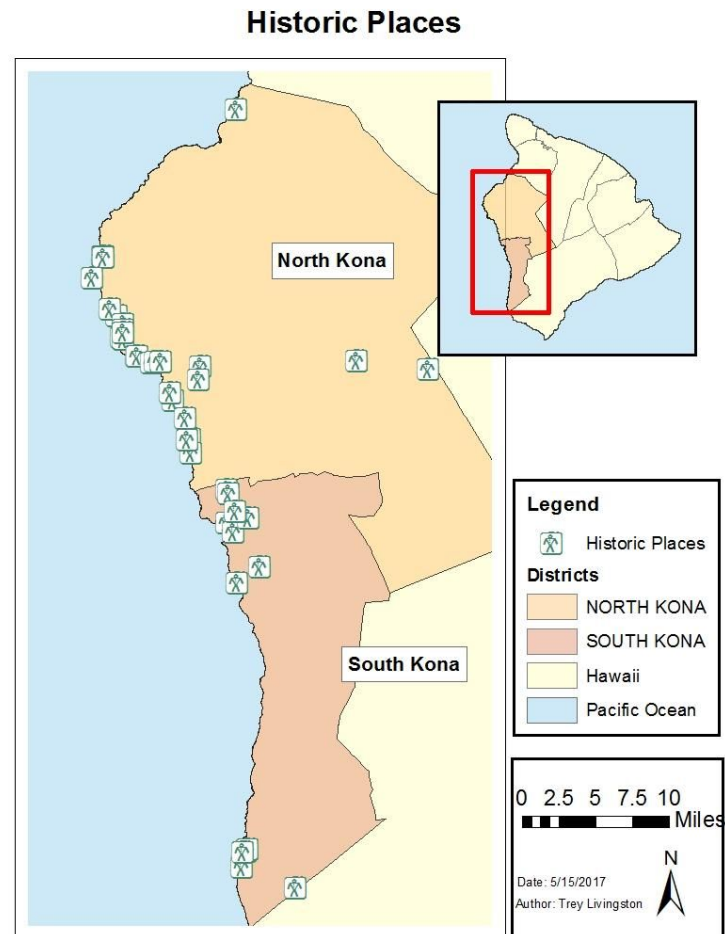 Historic Places
North Kona
South Kona
Legend
Historic Places
Districts
NORTH KONA
SOUTH KONA
Hawaii
Pacific Ocean
0 2.5 5 7.5 10
Miles
N
Date: 5/15/2017
Author: Trey Livingston